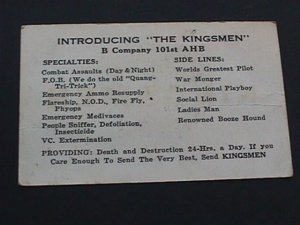 INTRODUCING "THE KINGSMEN"
B Company 101st AHB
SPECIALTIES:
Combat Assaults (Day & Night)
F.O.B. (We do the old "Quang-
Tri-Trick")
Emergency Ammo Resupply
Flareship, N.O.D., Fire Fly,
Phyops
Emergency Medivacs
People Sniffer, Defoliation,
Insecticide
VC. Extermination
SIDE LINES:
Worlds Greatest Pilot
War Monger
International Playboy
Social Lion
Ladies Man
Renowned Booze Hound
PROVIDING: Death and Destruction 24-Hrs. a Day. If you
Care Enough To Send The Very Best, Send KINGSMEN